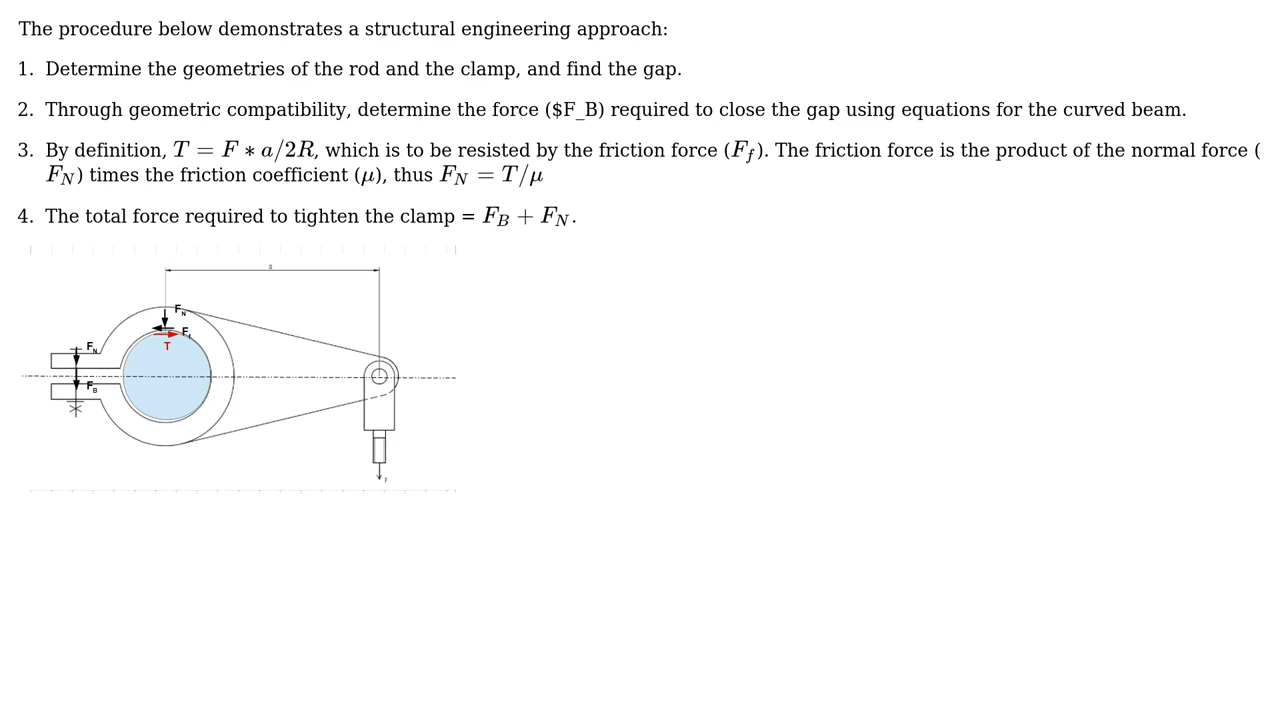 The procedure below demonstrates a structural engineering approach:
1. Determine the geometries of the rod and the clamp, and find the gap.
2. Through geometric compatibility, determine the force ($F_B) required to close the gap using equations for the curved beam.
3. By definition, T = F * a/2R, which is to be resisted by the friction force (F_f). The friction force is the product of the normal force (
F_N) times the friction coefficient (μ), thus F_N = T/μ
4. The total force required to tighten the clamp = F_B + F_N.
F_N
F_f
T
F_N
F_B
F